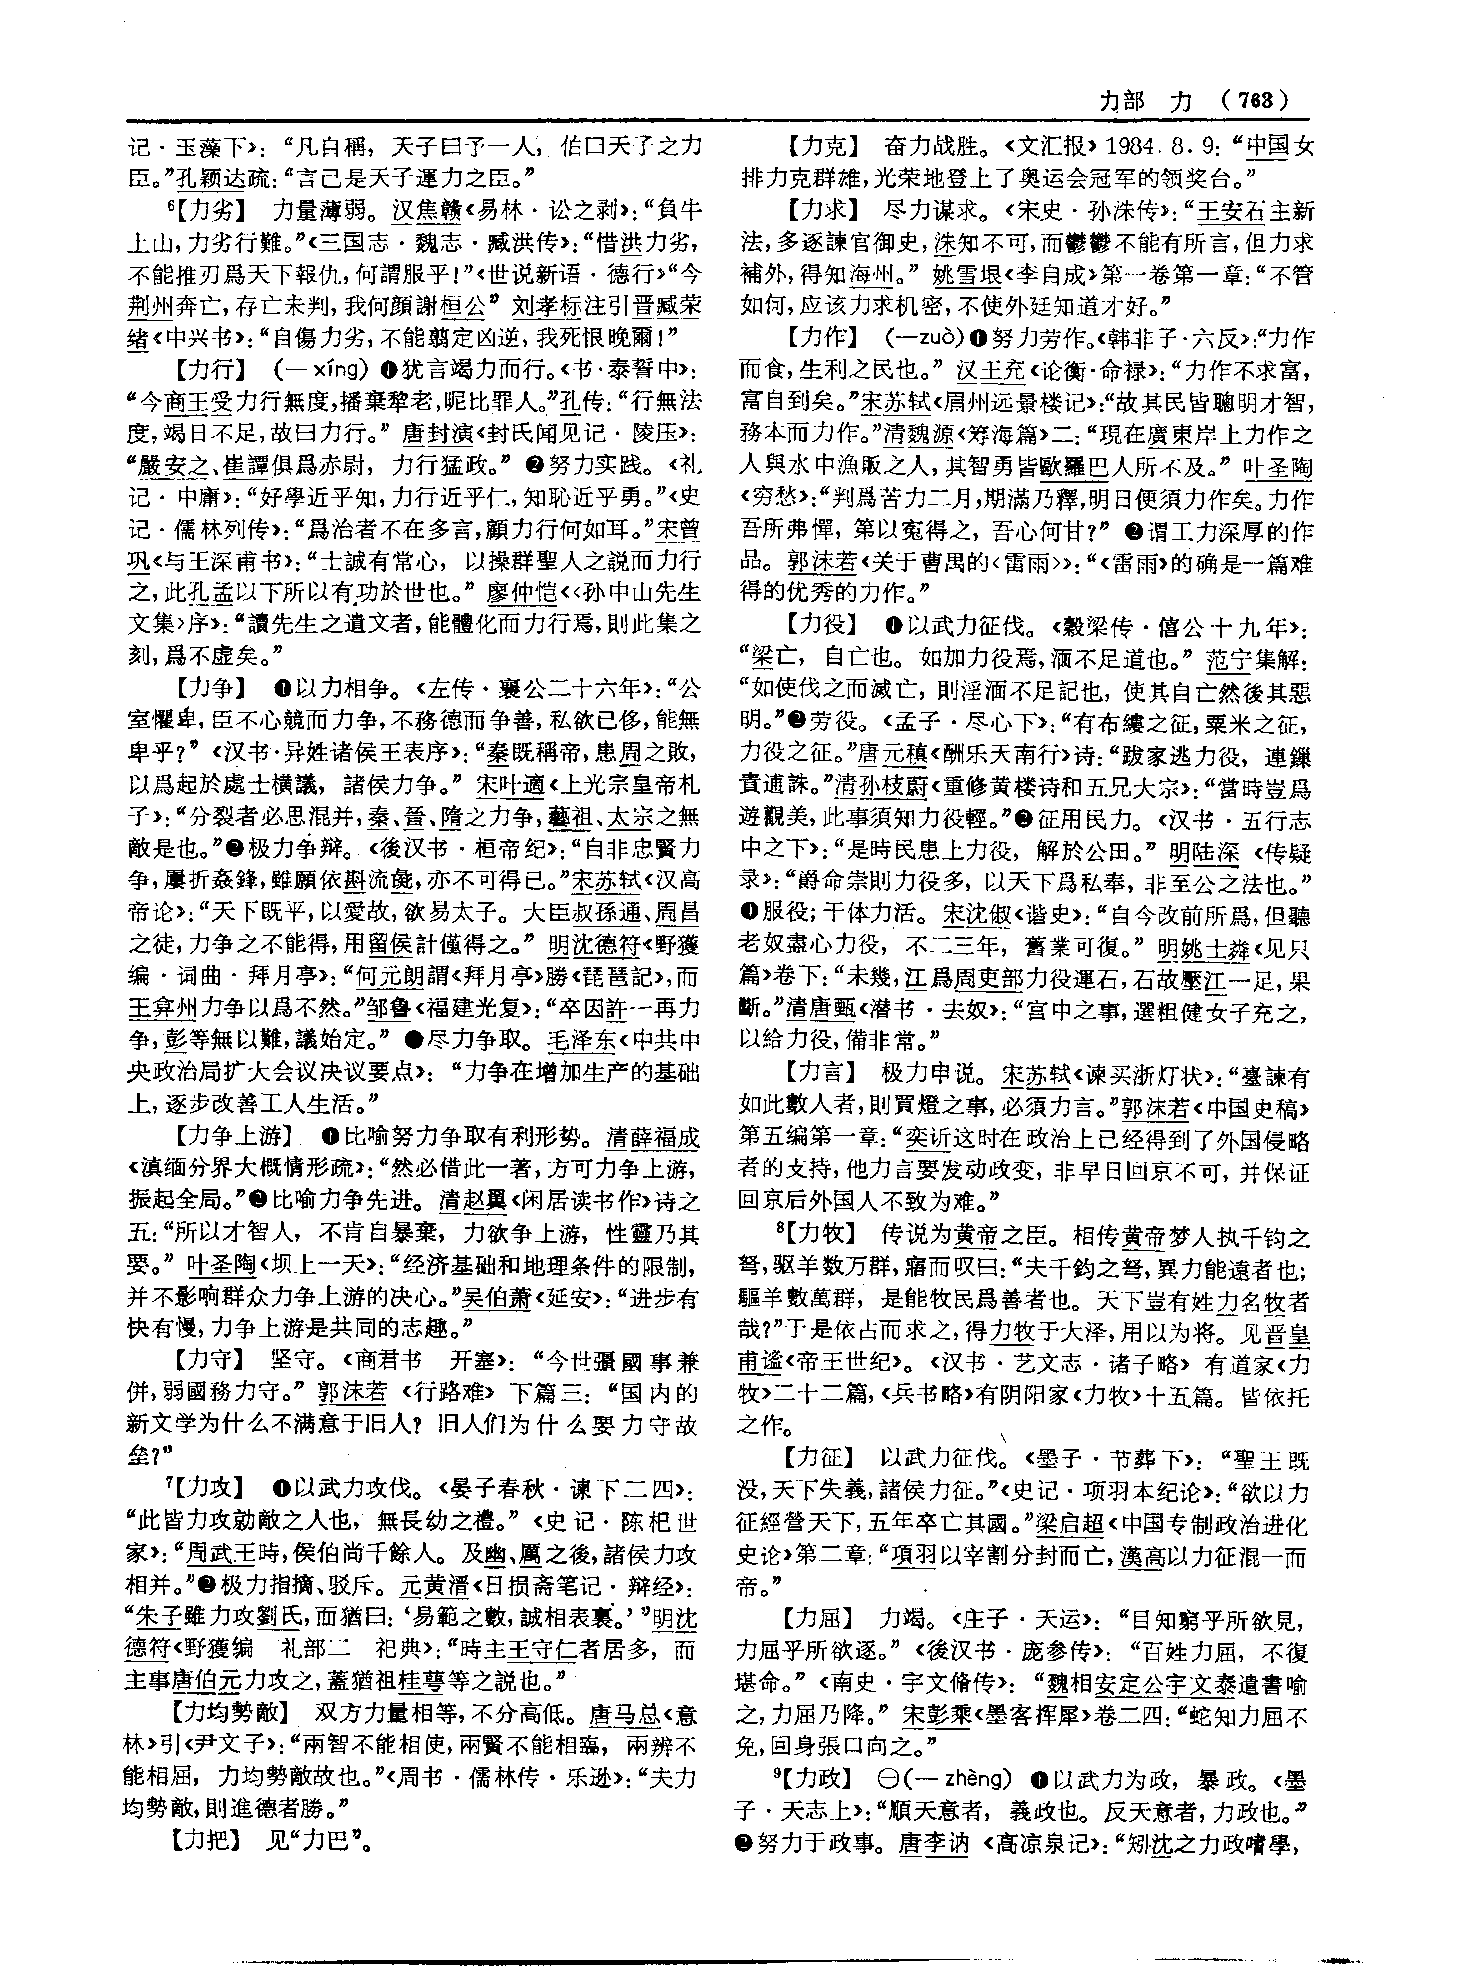 力部　力　（763）
记·玉藻下》：“凡自稱，天子曰予一人，伯曰天子之力
臣。”孔颖达疏：“言己是天子運力之臣。”
⁶【力劣】　力量薄弱。汉焦赣《易林·讼之剥》：“負牛
上山，力劣行難。”《三国志·魏志·臧洪传》：“惜洪力劣，
不能推刃爲天下報仇，何謂服乎！”《世说新语·德行》“今
荆州奔亡，存亡未判，我何顔謝桓公” 刘孝标注引晋臧荣
绪《中兴书》：“自傷力劣，不能翦定凶逆，我死恨晚爾！”
【力行】　（—xíng）❶犹言竭力而行。《书·泰誓中》：
“今商王受力行無度，播棄犂老，昵比罪人。”孔传：“行無法
度，竭日不足，故曰力行。” 唐封演《封氏闻见记·陵压》：
“嚴安之、崔譚俱爲赤尉，力行猛政。” ❷努力实践。《礼
记·中庸》：“好學近乎知，力行近乎仁，知恥近乎勇。”《史
记·儒林列传》：“爲治者不在多言，顧力行何如耳。”宋曾
巩《与王深甫书》：“士誠有常心，以操群聖人之説而力行
之，此孔孟以下所以有功於世也。” 廖仲恺《〈孙中山先生
文集〉序》：“讀先生之遺文者，能體化而力行焉，則此集之
刻，爲不虚矣。”
【力争】　❶以力相争。《左传·襄公二十六年》：“公
室懼卑，臣不心競而力争，不務德而争善，私欲已侈，能無
卑乎？”《汉书·异姓诸侯王表序》：“秦既稱帝，患周之敗，
以爲起於處士横議，諸侯力争。” 宋叶適《上光宗皇帝札
子》：“分裂者必思混并，秦、晉、隋之力争，藝祖、太宗之無
敵是也。”❷极力争辩。《後汉书·桓帝纪》：“自非忠賢力
争，屢折姦鋒，雖願依斟流彘，亦不可得已。”宋苏轼《汉高
帝论》：“天下既平，以愛故，欲易太子。大臣叔孫通、周昌
之徒，力争之不能得，用留侯計僅得之。” 明沈德符《野獲
编·词曲·拜月亭》：“何元朗謂《拜月亭》勝《琵琶記》，而
王弇州力争以爲不然。”邹鲁《福建光复》：“卒因許一再力
争，彭等無以難，議始定。” ❸尽力争取。毛泽东《中共中
央政治局扩大会议决议要点》：“力争在增加生产的基础
上，逐步改善工人生活。”
【力争上游】　❶比喻努力争取有利形势。清薛福成
《滇缅分界大概情形疏》：“然必借此一著，方可力争上游，
振起全局。”❷比喻力争先进。清赵翼《闲居读书作》诗之
五：“所以才智人，不肯自暴棄，力欲争上游，性靈乃其
要。” 叶圣陶《坝上一天》：“经济基础和地理条件的限制，
并不影响群众力争上游的决心。”吴伯萧《延安》：“进步有
快有慢，力争上游是共同的志趣。”
【力守】　坚守。《商君书　开塞》：“今世彊國事兼
併，弱國務力守。” 郭沫若《行路难》下篇三：“国内的
新文学为什么不满意于旧人？旧人们为什么要力守故
垒？”
⁷【力攻】　❶以武力攻伐。《晏子春秋·谏下二四》：
“此皆力攻勍敵之人也，無長幼之禮。”《史记·陈杞世
家》：“周武王時，侯伯尚千餘人。及幽、厲之後，諸侯力攻
相并。”❷极力指摘、驳斥。元黄溍《日损斋笔记·辩经》：
“朱子雖力攻劉氏，而猶曰：‘易範之數，誠相表裏。’”明沈
德符《野獲编　礼部二　祀典》：“時主王守仁者居多，而
主事唐伯元力攻之，蓋猶祖桂萼等之説也。”
【力均勢敵】　双方力量相等，不分高低。唐马总《意
林》引《尹文子》：“兩智不能相使，兩賢不能相臨，兩辨不
能相屈，力均勢敵故也。”《周书·儒林传·乐逊》：“夫力
均勢敵，則進德者勝。”
【力把】　见“力巴”。
【力克】　奋力战胜。《文汇报》1984.8.9：“中国女
排力克群雄，光荣地登上了奥运会冠军的领奖台。”
【力求】　尽力谋求。《宋史·孙洙传》：“王安石主新
法，多逐諫官御史，洙知不可，而鬱鬱不能有所言，但力求
補外，得知海州。” 姚雪垠《李自成》第一卷第一章：“不管
如何，应该力求机密，不使外廷知道才好。”
【力作】　（—zuò）❶努力劳作。《韩非子·六反》：“力作
而食，生利之民也。” 汉王充《论衡·命禄》：“力作不求富，
富自到矣。”宋苏轼《眉州远景楼记》：“故其民皆聰明才智，
務本而力作。”清魏源《筹海篇》二：“現在廣東岸上力作之
人與水中漁販之人，其智勇皆歐羅巴人所不及。” 叶圣陶
《穷愁》：“判爲苦力二月，期滿乃釋，明日便須力作矣。力作
吾所弗憚，第以寃得之，吾心何甘？” ❷谓工力深厚的作
品。郭沫若《关于曹禺的〈雷雨〉》：“《雷雨》的确是一篇难
得的优秀的力作。”
【力役】　❶以武力征伐。《穀梁传·僖公十九年》：
“梁亡，自亡也。如加力役焉，湎不足道也。” 范宁集解：
“如使伐之而滅亡，則淫湎不足記也，使其自亡然後其惡
明。”❷劳役。《孟子·尽心下》：“有布縷之征，粟米之征，
力役之征。”唐元稹《酬乐天南行》诗：“跋家逃力役，連鏁
責逋誅。”清孙枝蔚《重修黄楼诗和五兄大宗》：“當時豈爲
遊觀美，此事須知力役輕。”❸征用民力。《汉书·五行志
中之下》：“是時民患上力役，解於公田。” 明陆深《传疑
录》：“爵命崇則力役多，以天下爲私奉，非至公之法也。”
❹服役；干体力活。宋沈俶《谐史》：“自今改前所爲，但聽
老奴盡心力役，不二三年，舊業可復。” 明姚士粦《见只
篇》卷下：“未幾，江爲周吏部力役運石，石故壓江一足，果
斷。”清唐甄《潜书·去奴》：“宫中之事，選粗健女子充之，
以給力役，備非常。”
【力言】　极力申说。宋苏轼《谏买浙灯状》：“臺諫有
如此數人者，則買燈之事，必須力言。”郭沫若《中国史稿》
第五编第一章：“奕䜣这时在政治上已经得到了外国侵略
者的支持，他力言要发动政变，非早日回京不可，并保证
回京后外国人不致为难。”
⁸【力牧】　传说为黄帝之臣。相传黄帝梦人执千钧之
弩，驱羊数万群，寤而叹曰：“夫千鈞之弩，異力能遠者也；
驅羊數萬群，是能牧民爲善者也。天下豈有姓力名牧者
哉？”于是依占而求之，得力牧于大泽，用以为将。见晋皇
甫谧《帝王世纪》。《汉书·艺文志·诸子略》有道家《力
牧》二十二篇，《兵书略》有阴阳家《力牧》十五篇。皆依托
之作。
【力征】　以武力征伐。《墨子·节葬下》：“聖王既
没，天下失義，諸侯力征。”《史记·项羽本纪论》：“欲以力
征經營天下，五年卒亡其國。”梁启超《中国专制政治进化
史论》第二章：“項羽以宰割分封而亡，漢高以力征混一而
帝。”
【力屈】　力竭。《庄子·天运》：“目知窮乎所欲見，
力屈乎所欲逐。”《後汉书·庞参传》：“百姓力屈，不復
堪命。”《南史·宇文脩传》：“魏相安定公宇文泰遺書喻
之，力屈乃降。” 宋彭乘《墨客挥犀》卷二四：“蛇知力屈不
免，回身張口向之。”
⁹【力政】　㊀（—zhèng）❶以武力为政，暴政。《墨
子·天志上》：“順天意者，義政也。反天意者，力政也。”
❷努力于政事。唐李讷《高凉泉记》：“矧沈之力政嗜學，